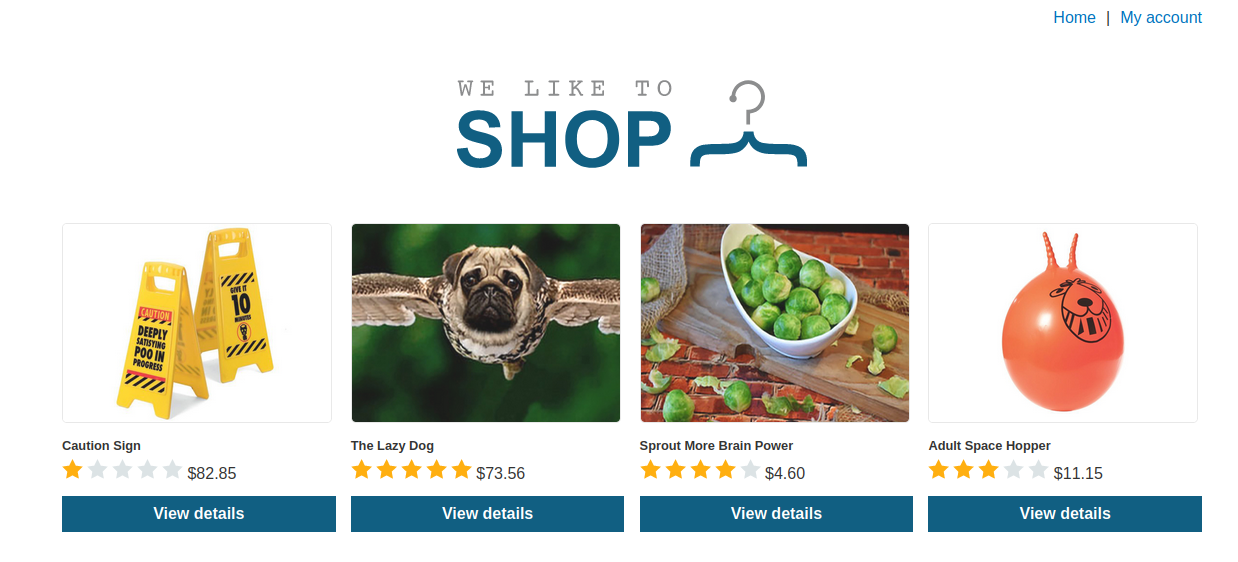 Home | My account
WE LIKE TO
SHOP
CAUTION
DEEPLY
SATISFYING
POO IN
PROGRESS
GIVE IT
10
MINUTES
Caution Sign
$82.85
View details
The Lazy Dog
$73.56
View details
Sprout More Brain Power
$4.60
View details
Adult Space Hopper
$11.15
View details